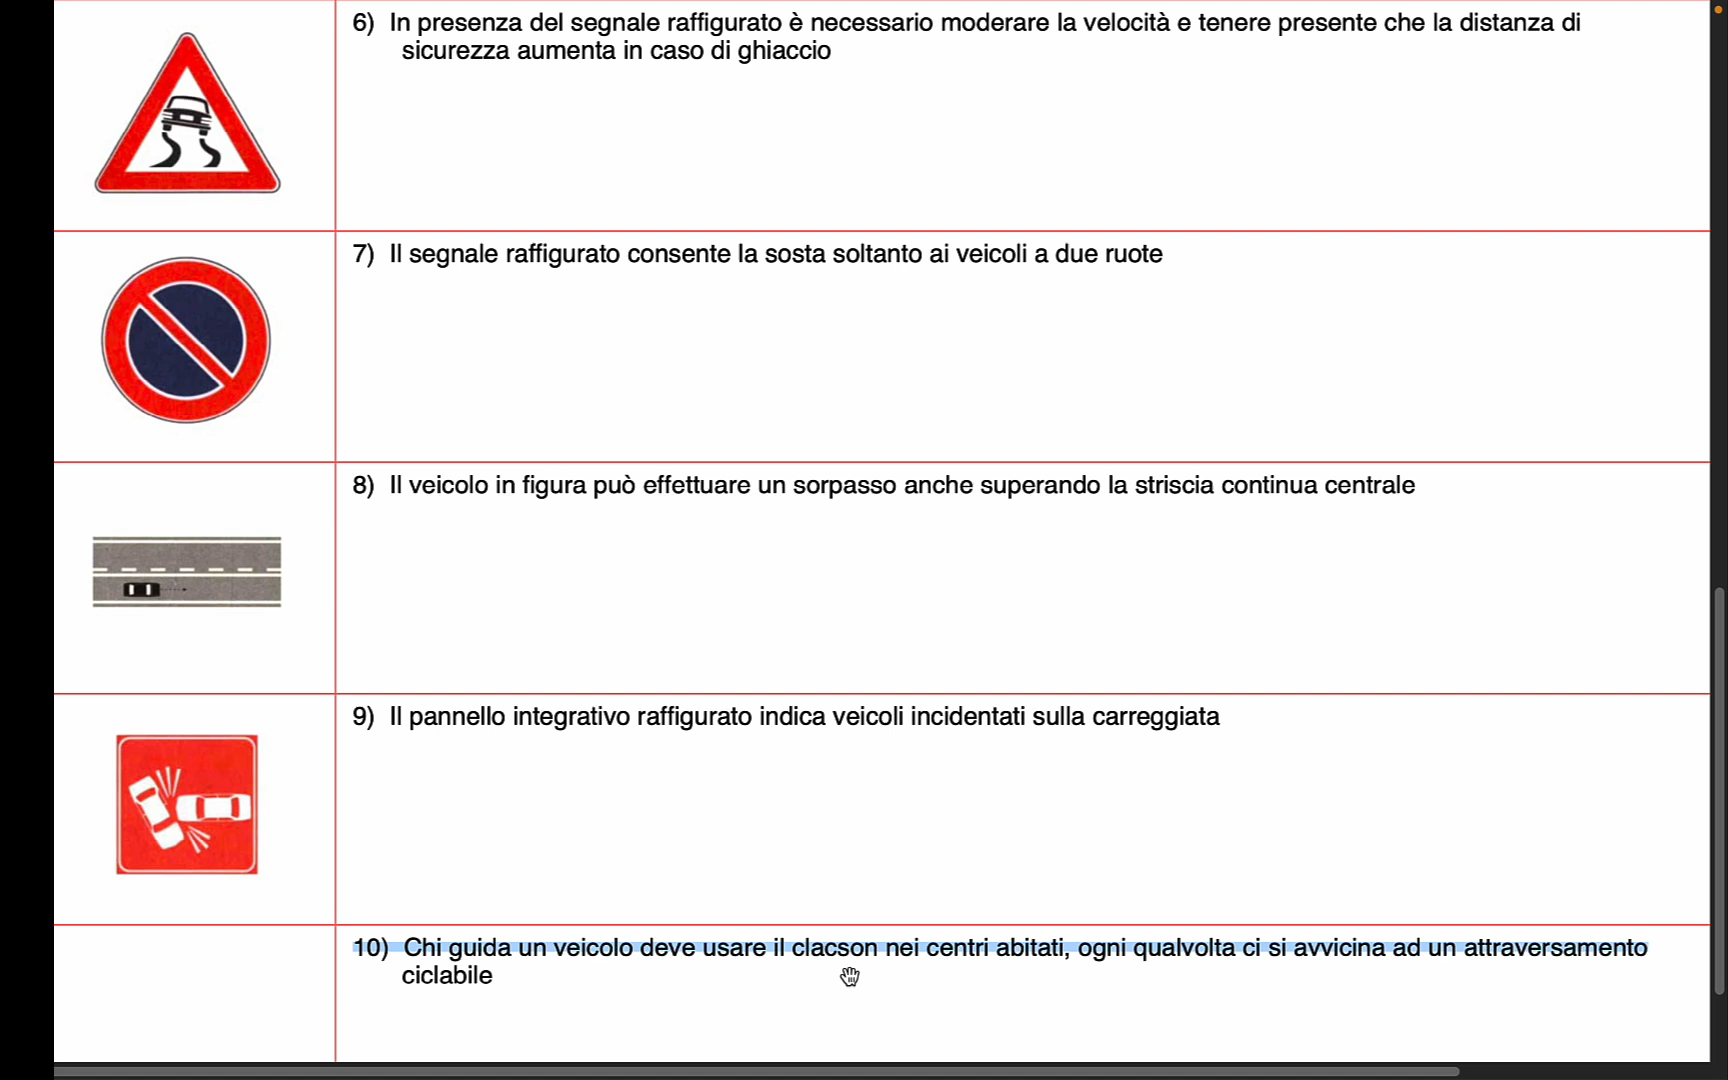 6) In presenza del segnale raffigurato è necessario moderare la velocità e tenere presente che la distanza di
sicurezza aumenta in caso di ghiaccio
7) Il segnale raffigurato consente la sosta soltanto ai veicoli a due ruote
8) Il veicolo in figura può effettuare un sorpasso anche superando la striscia continua centrale
9) Il pannello integrativo raffigurato indica veicoli incidentati sulla carreggiata
10) Chi guida un veicolo deve usare il clacson nei centri abitati, ogni qualvolta ci si avvicina ad un attraversamento
ciclabile